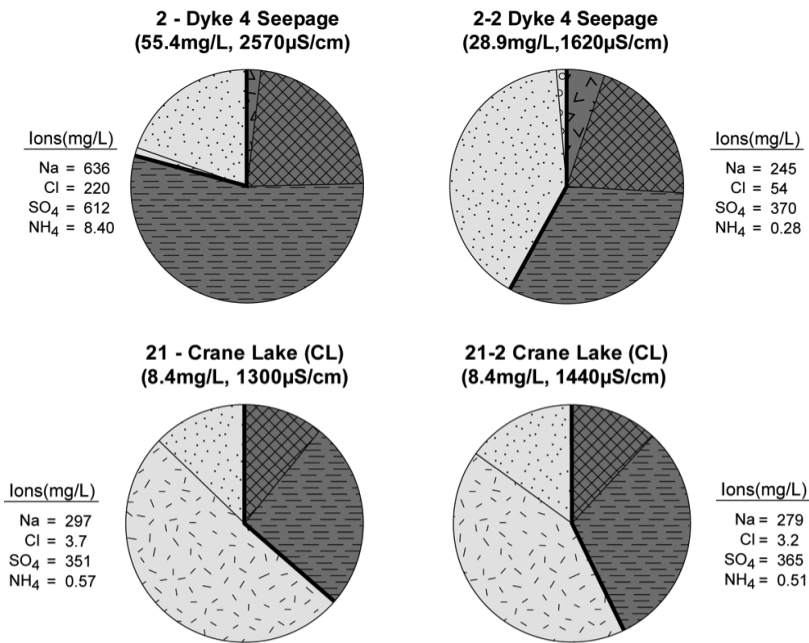 2 - Dyke 4 Seepage
(55.4mg/L, 2570µS/cm)
Ions(mg/L)
Na = 636
Cl = 220
SO₄ = 612
NH₄ = 8.40
2-2 Dyke 4 Seepage
(28.9mg/L,1620µS/cm)
Ions(mg/L)
Na = 245
Cl = 54
SO₄ = 370
NH₄ = 0.28
21 - Crane Lake (CL)
(8.4mg/L, 1300µS/cm)
Ions(mg/L)
Na = 297
Cl = 3.7
SO₄ = 351
NH₄ = 0.57
21-2 Crane Lake (CL)
(8.4mg/L, 1440µS/cm)
Ions(mg/L)
Na = 279
Cl = 3.2
SO₄ = 365
NH₄ = 0.51